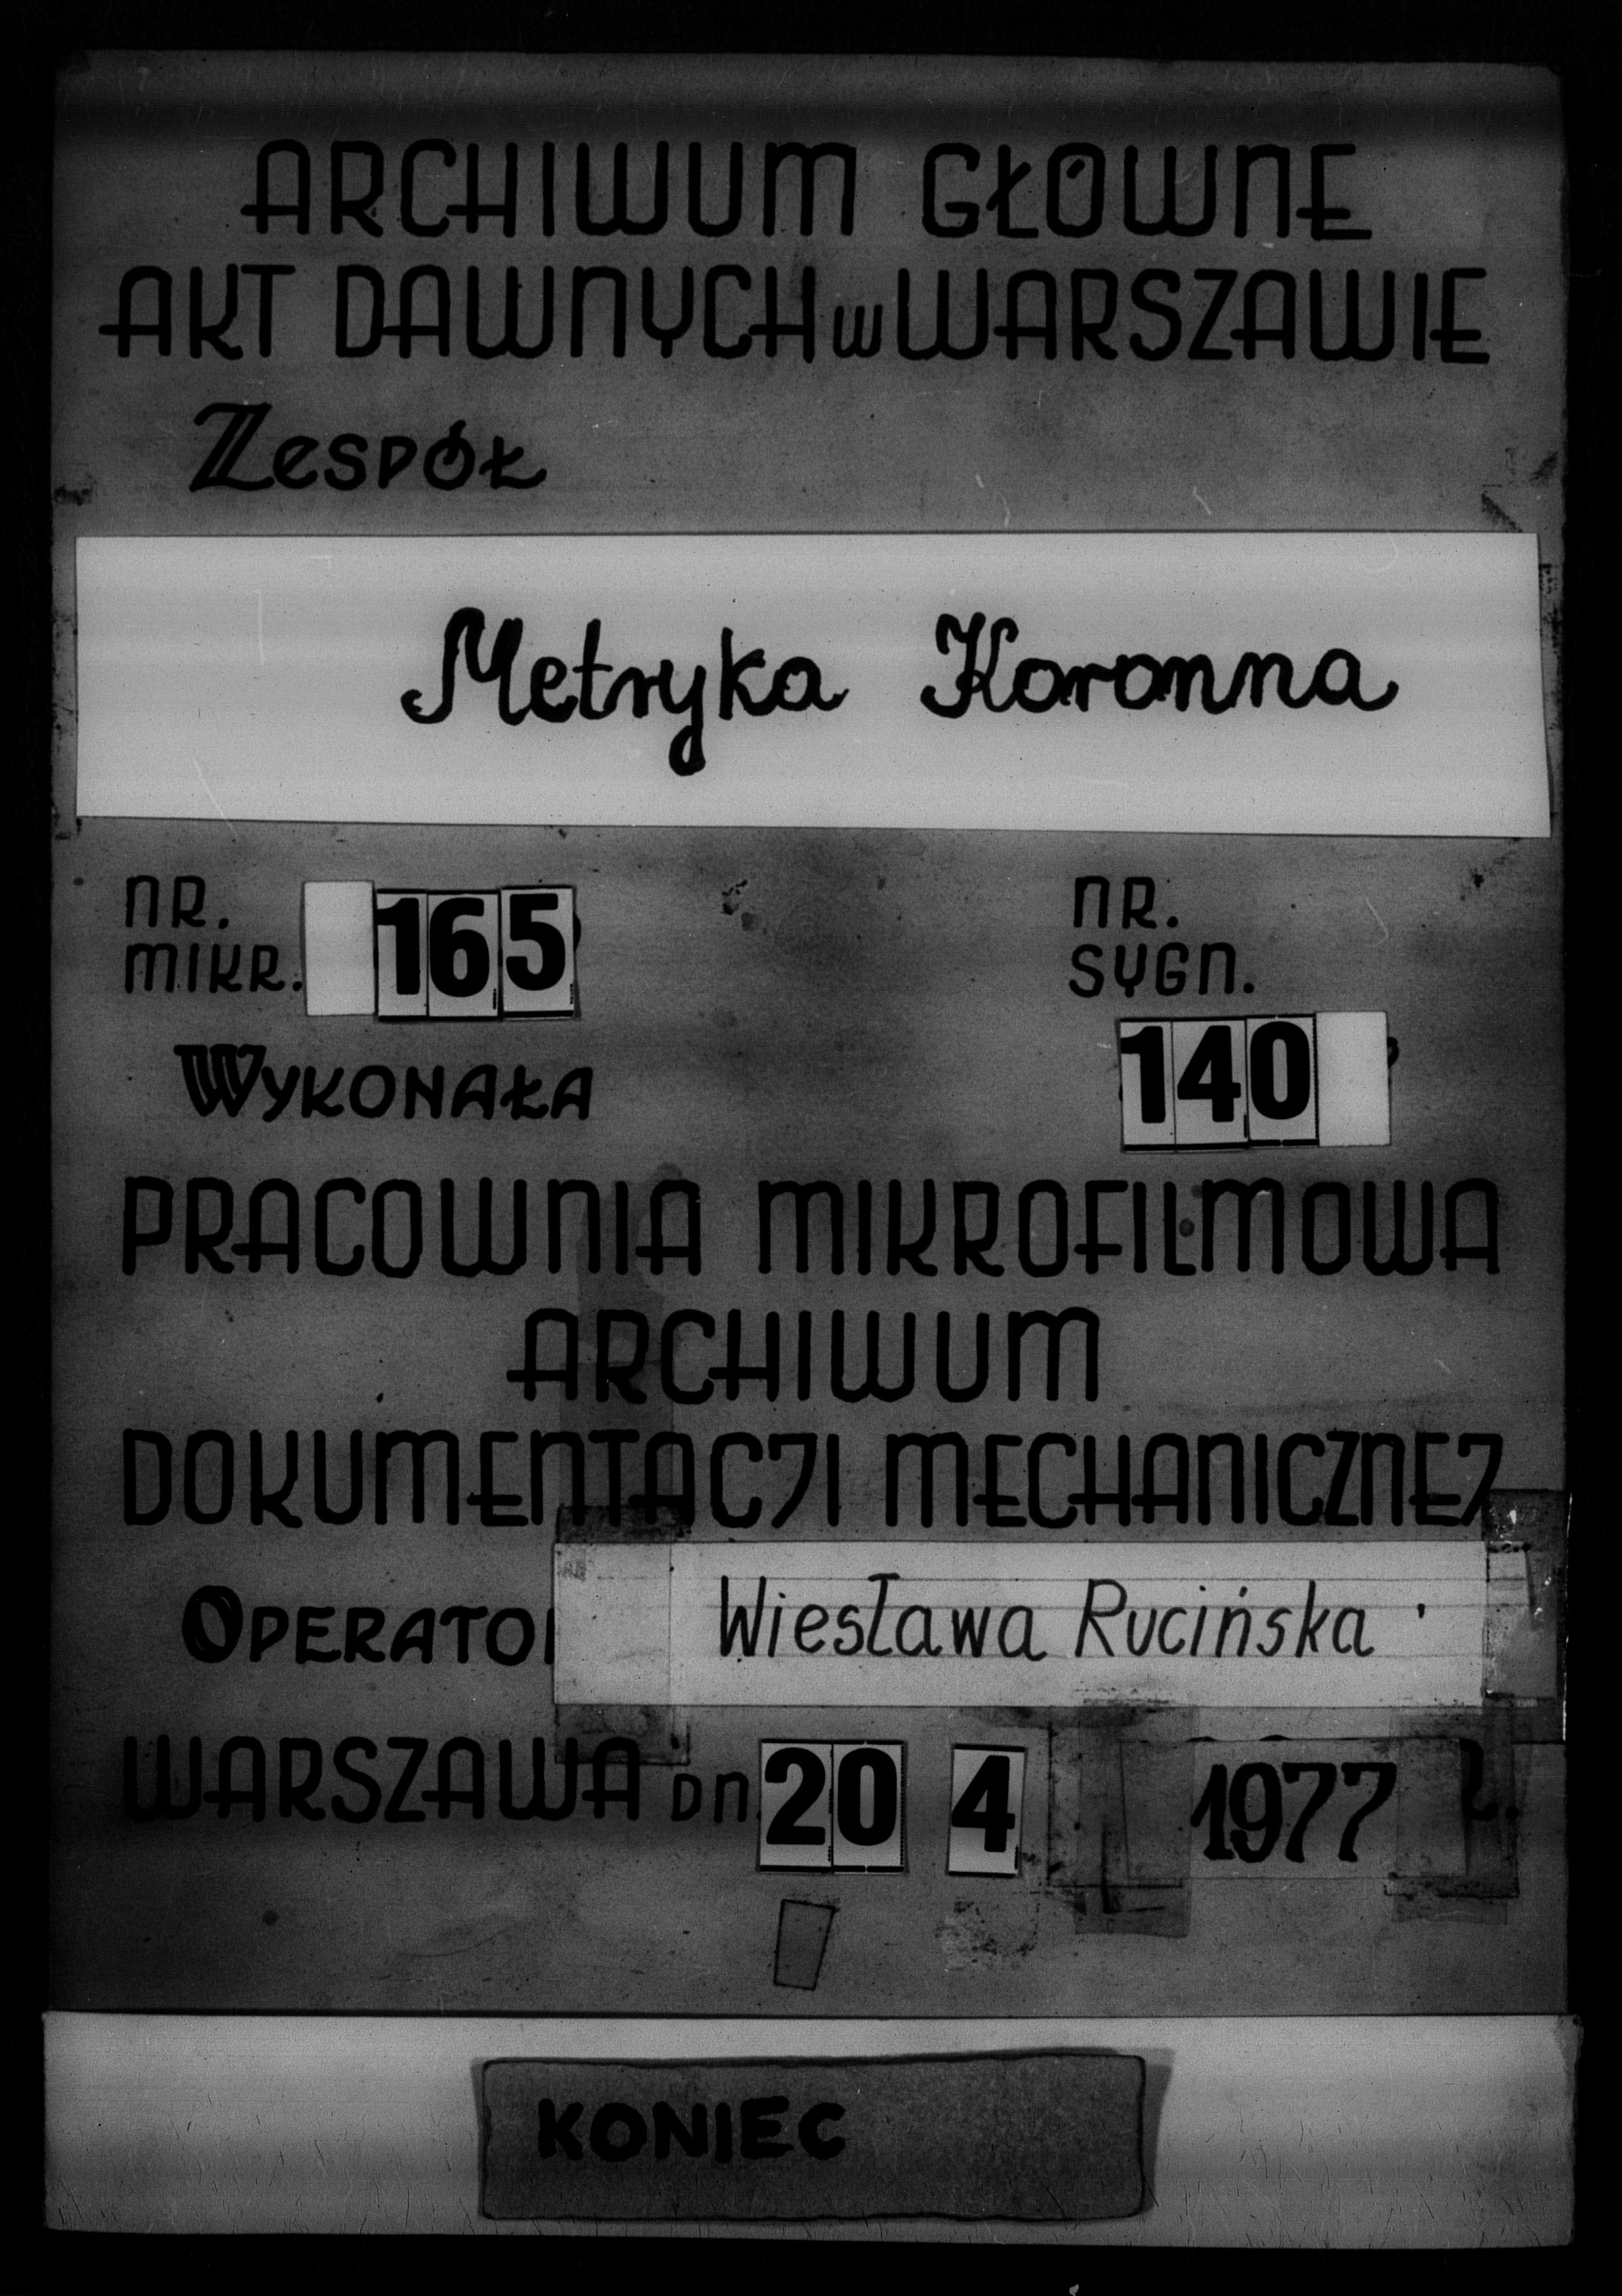 ARCHIWUM GŁÓWNE
AKT DAWNYCH w WARSZAWIE
Zespół
Metryka Koronna
NR.
MIKR. 165
NR.
SYGN.
140
WYKONAŁA
PRACOWNIA MIKROFILMOWA
ARCHIWUM
DOKUMENTACJI MECHANICZNEJ
OPERATO Wiesława Rucińska
WARSZAWA DN. 20 4 1977 r.
KONIEC